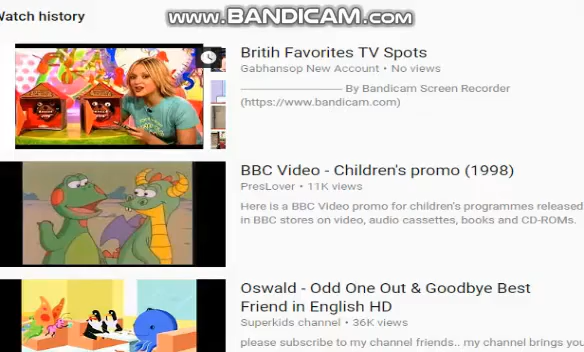 www.BANDICAM.com
Watch history
Britih Favorites TV Spots
Gabhansop New Account • No views
————————— By Bandicam Screen Recorder
(https://www.bandicam.com)
BBC Video - Children's promo (1998)
PresLover • 11K views
Here is a BBC Video promo for children's programmes released
in BBC stores on video, audio cassettes, books and CD-ROMs.
Oswald - Odd One Out & Goodbye Best
Friend in English HD
Superkids channel • 36K views
please subscribe to my channel friends.. my channel brings you